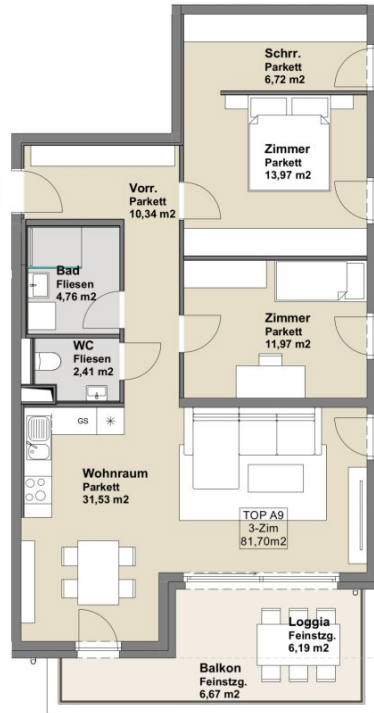 Schrr.
Parkett
6,72 m2
Zimmer
Parkett
13,97 m2
Vorr.
Parkett
10,34 m2
Bad
Fliesen
4,76 m2
Zimmer
Parkett
11,97 m2
WC
Fliesen
2,41 m2
GS
Wohnraum
Parkett
31,53 m2
TOP A9
3-Zim
81,70m2
Loggia
Feinstzg.
6,19 m2
Balkon
Feinstzg.
6,67 m2